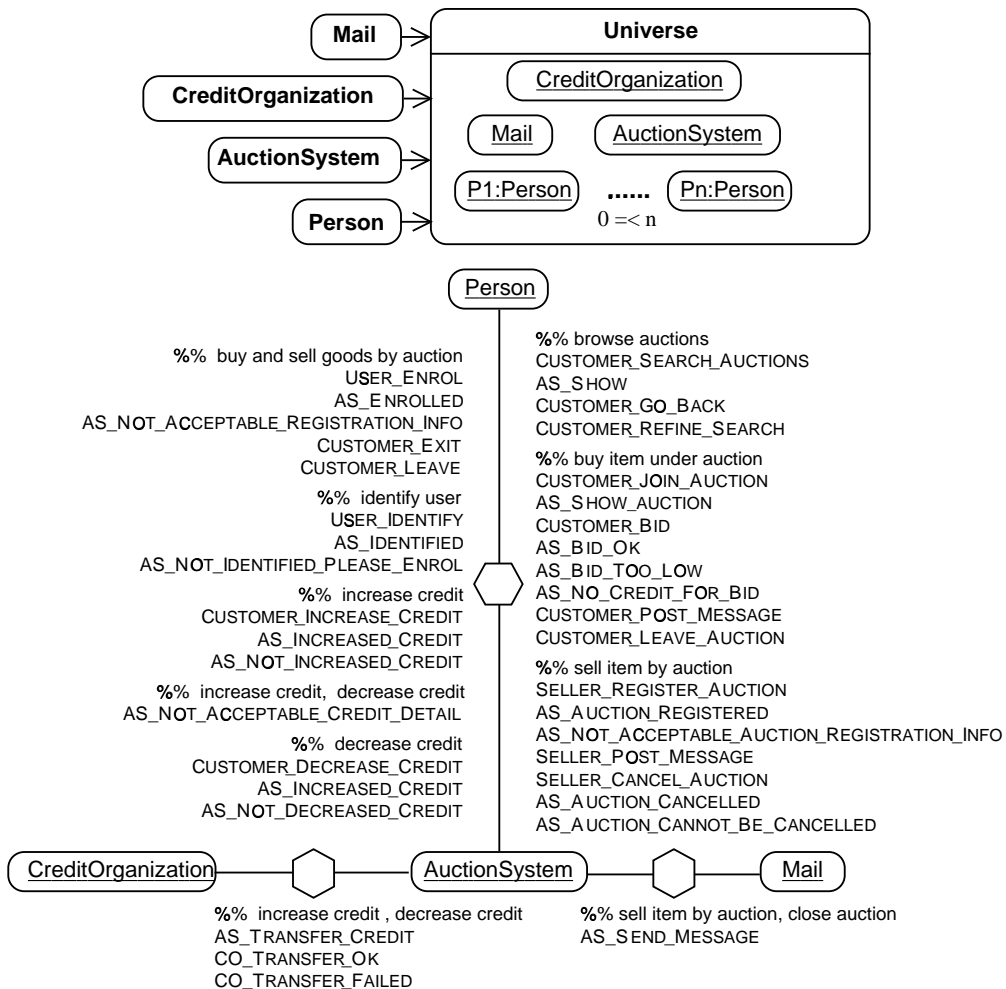 Mail
Universe
CreditOrganization
CreditOrganization
Mail
AuctionSystem
AuctionSystem
P1:Person
......
Pn:Person
Person
0 =< n
Person
%% buy and sell goods by auction
USER_ENROL
AS_ENROLLED
AS_NOT_ACCEPTABLE_REGISTRATION_INFO
CUSTOMER_EXIT
CUSTOMER_LEAVE
%% identify user
USER_IDENTIFY
AS_IDENTIFIED
AS_NOT_IDENTIFIED_PLEASE_ENROL
%% increase credit
CUSTOMER_INCREASE_CREDIT
AS_INCREASED_CREDIT
AS_NOT_INCREASED_CREDIT
%% increase credit, decrease credit
AS_NOT_ACCEPTABLE_CREDIT_DETAIL
%% decrease credit
CUSTOMER_DECREASE_CREDIT
AS_INCREASED_CREDIT
AS_NOT_DECREASED_CREDIT
%% browse auctions
CUSTOMER_SEARCH_AUCTIONS
AS_SHOW
CUSTOMER_GO_BACK
CUSTOMER_REFINE_SEARCH
%% buy item under auction
CUSTOMER_JOIN_AUCTION
AS_SHOW_AUCTION
CUSTOMER_BID
AS_BID_OK
AS_BID_TOO_LOW
AS_NO_CREDIT_FOR_BID
CUSTOMER_POST_MESSAGE
CUSTOMER_LEAVE_AUCTION
%% sell item by auction
SELLER_REGISTER_AUCTION
AS_AUCTION_REGISTERED
AS_NOT_ACCEPTABLE_AUCTION_REGISTRATION_INFO
SELLER_POST_MESSAGE
SELLER_CANCEL_AUCTION
AS_AUCTION_CANCELLED
AS_AUCTION_CANNOT_BE_CANCELLED
CreditOrganization
AuctionSystem
Mail
%% increase credit , decrease credit
AS_TRANSFER_CREDIT
CO_TRANSFER_OK
CO_TRANSFER_FAILED
%% sell item by auction, close auction
AS_SEND_MESSAGE